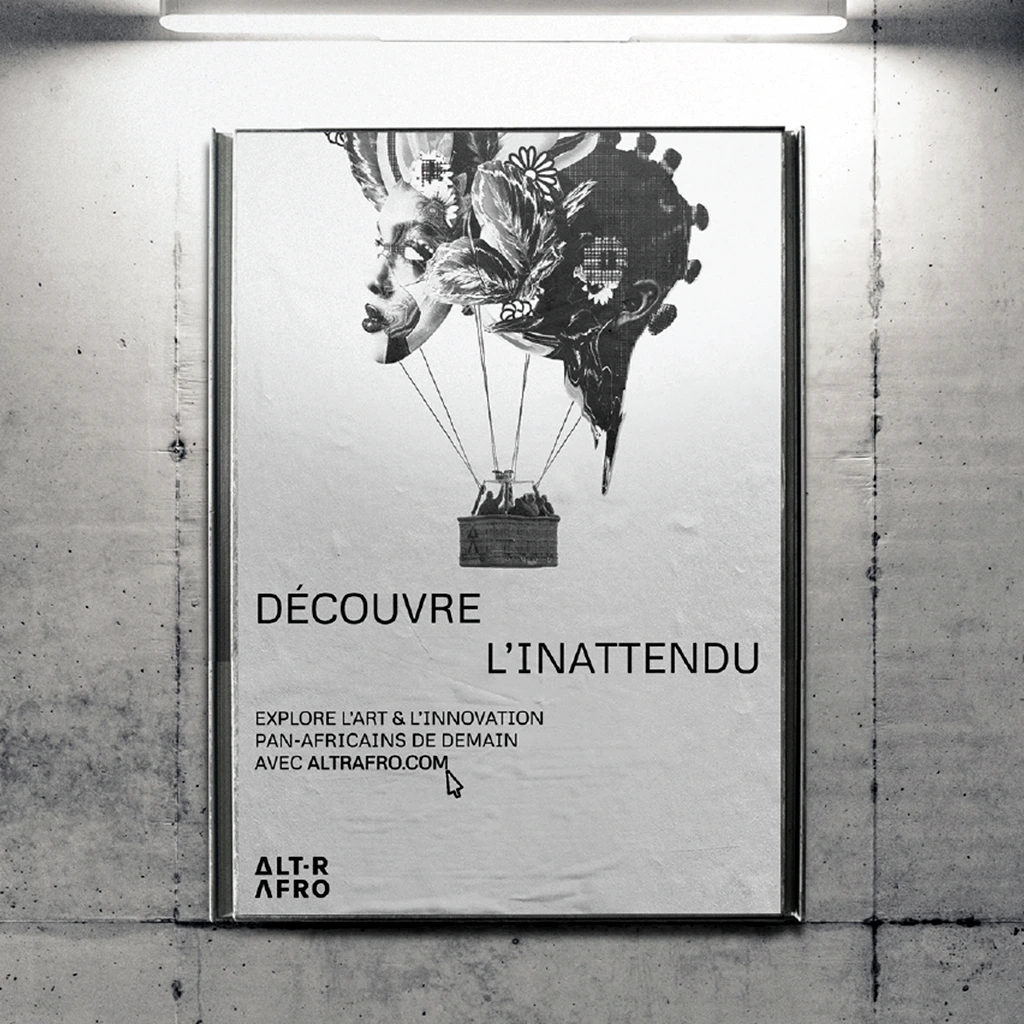 DÉCOUVRE
L'INATTENDU
EXPLORE L'ART & L'INNOVATION
PAN-AFRICAINS DE DEMAIN
AVEC ALTRAFRO.COM
ALT·R
AFRO